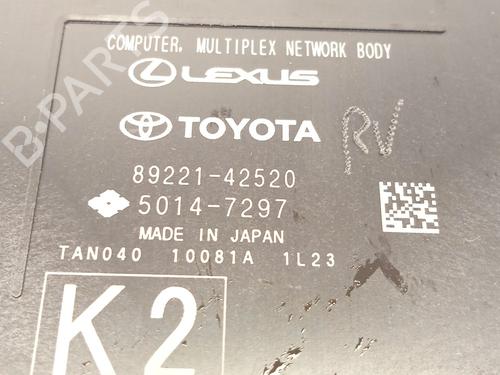 COMPUTER, MULTIPLEX NETWORK BODY
LEXUS
TOYOTA
RV
89221-42520
5014-7297
MADE IN JAPAN
TAN040 10081A 1L23
K2
B-PARTS